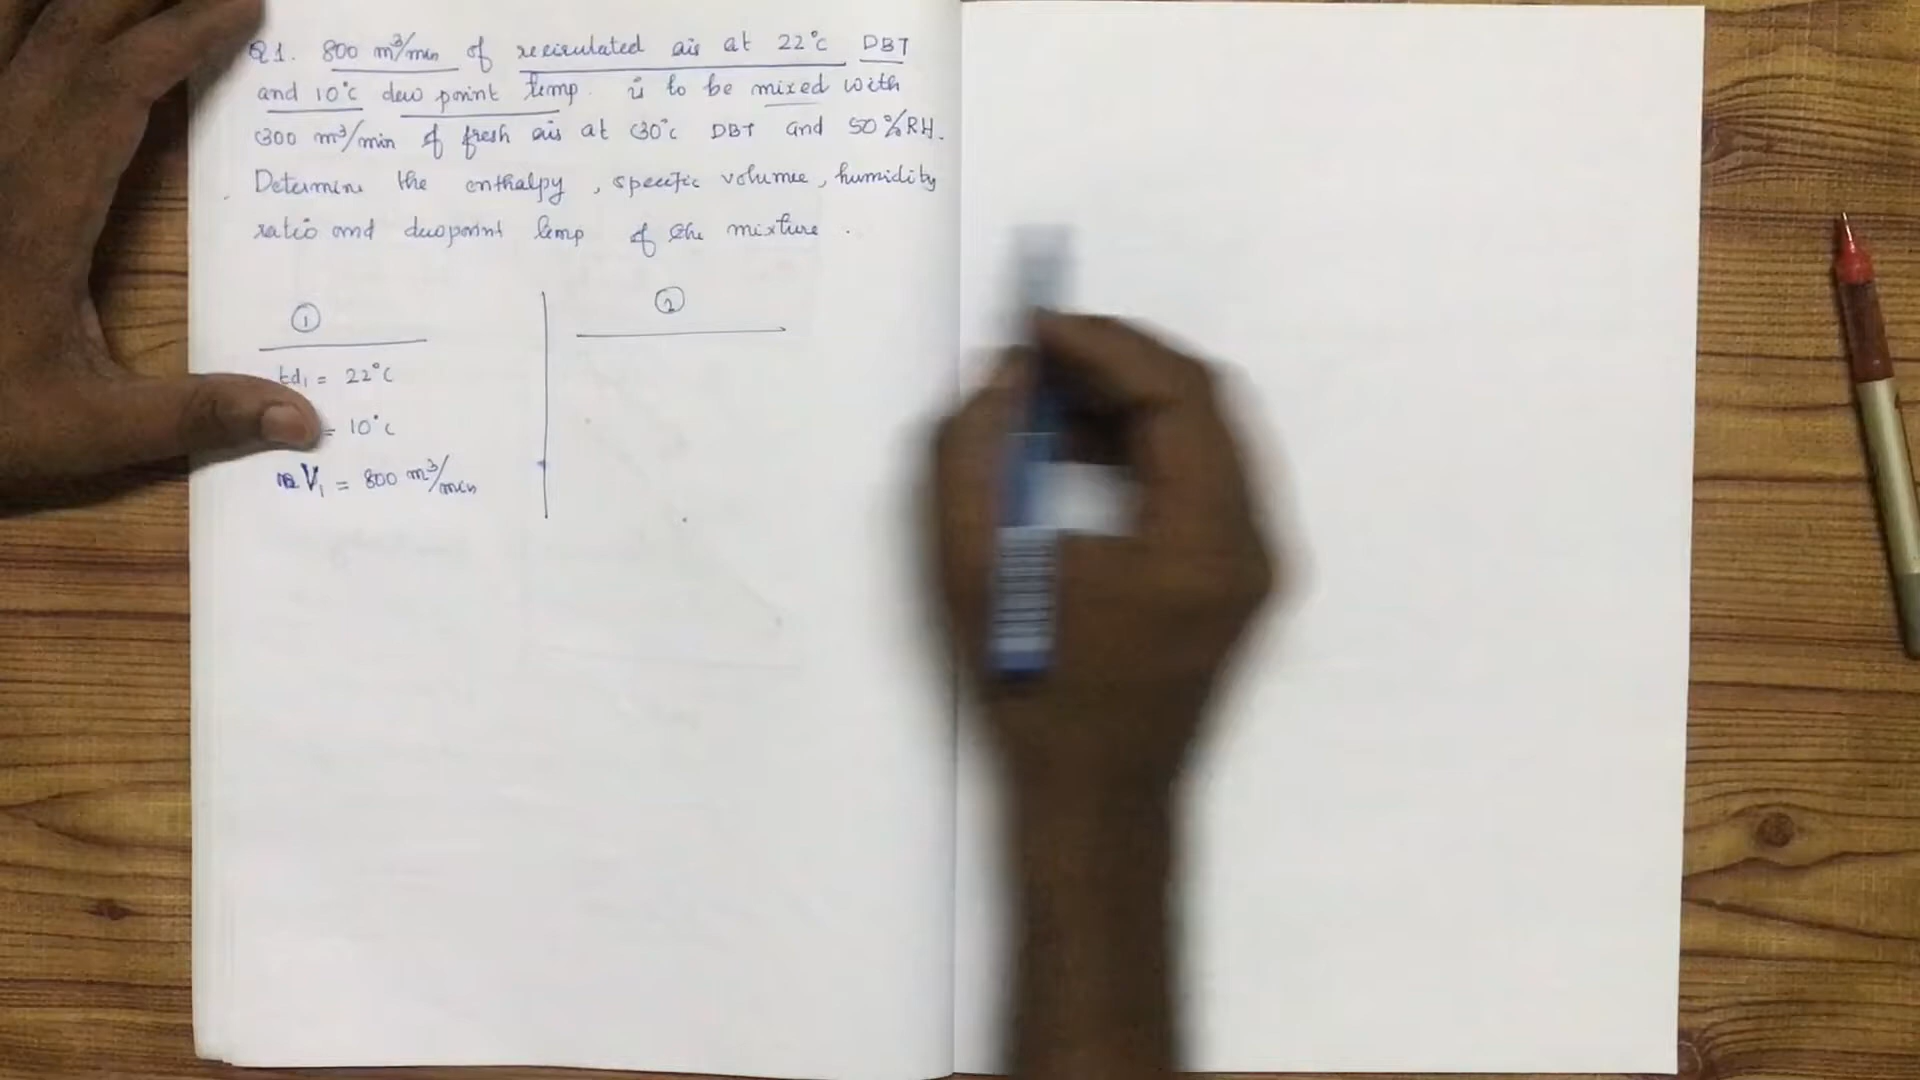 Q1. 800 m³/min of recirculated air at 22°C DBT
and 10°C dew point temp. is to be mixed with
300 m³/min of fresh air at 30°C DBT and 50%RH.
Determine the enthalpy, specific volume, humidity
ratio and dewpoint temp of the mixture.
①
td₁ = 22°C
= 10°C
V₁ = 800 m³/min
②